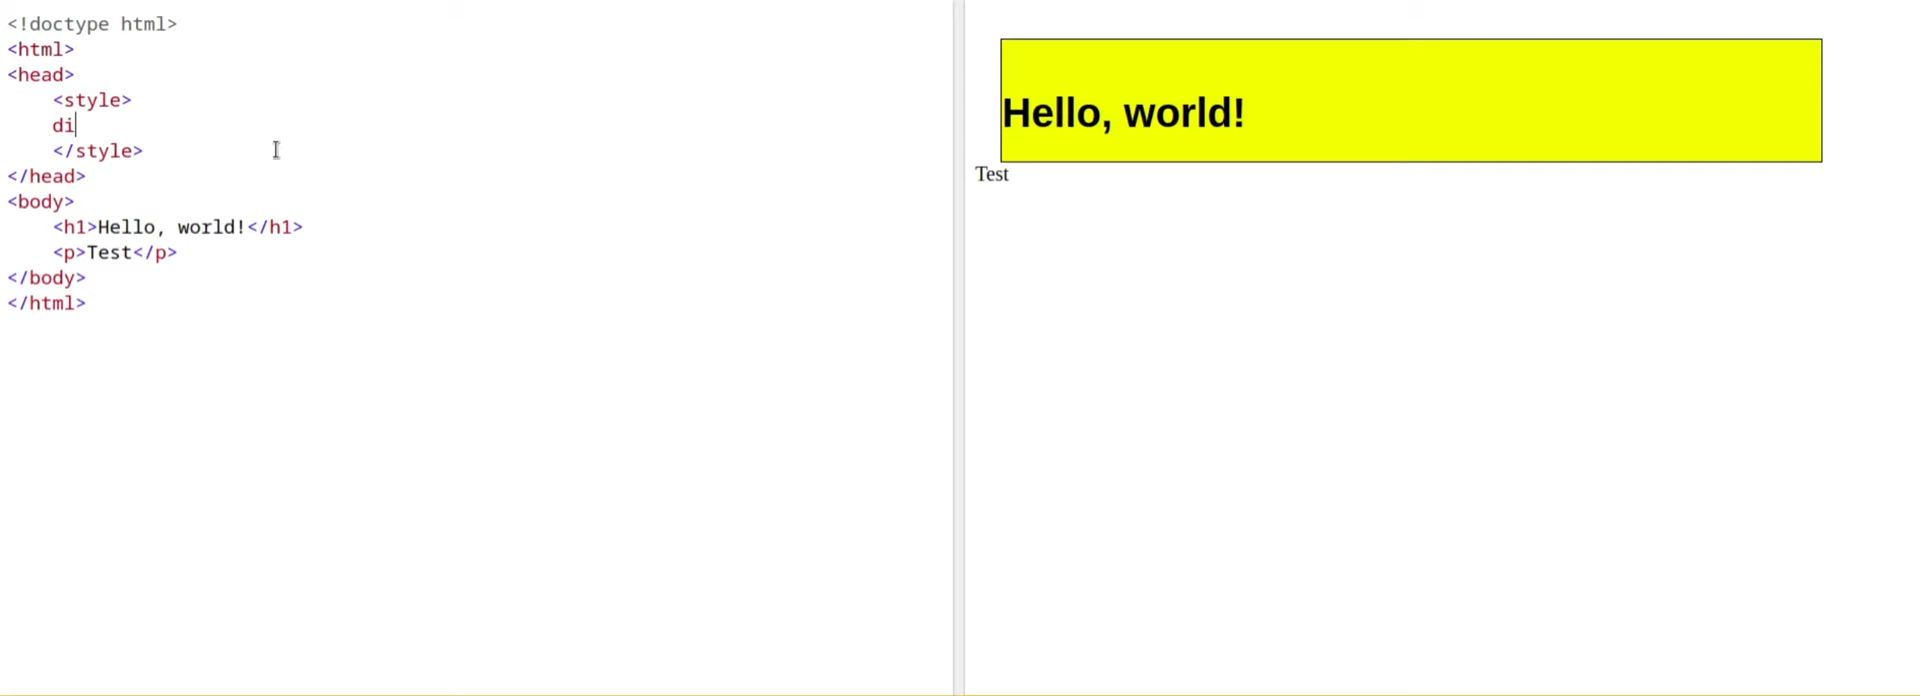 <!doctype html>
<html>
<head>
<style>
di
</style>
</head>
<body>
<h1>Hello, world!</h1>
<p>Test</p>
</body>
</html>
Hello, world!
Test